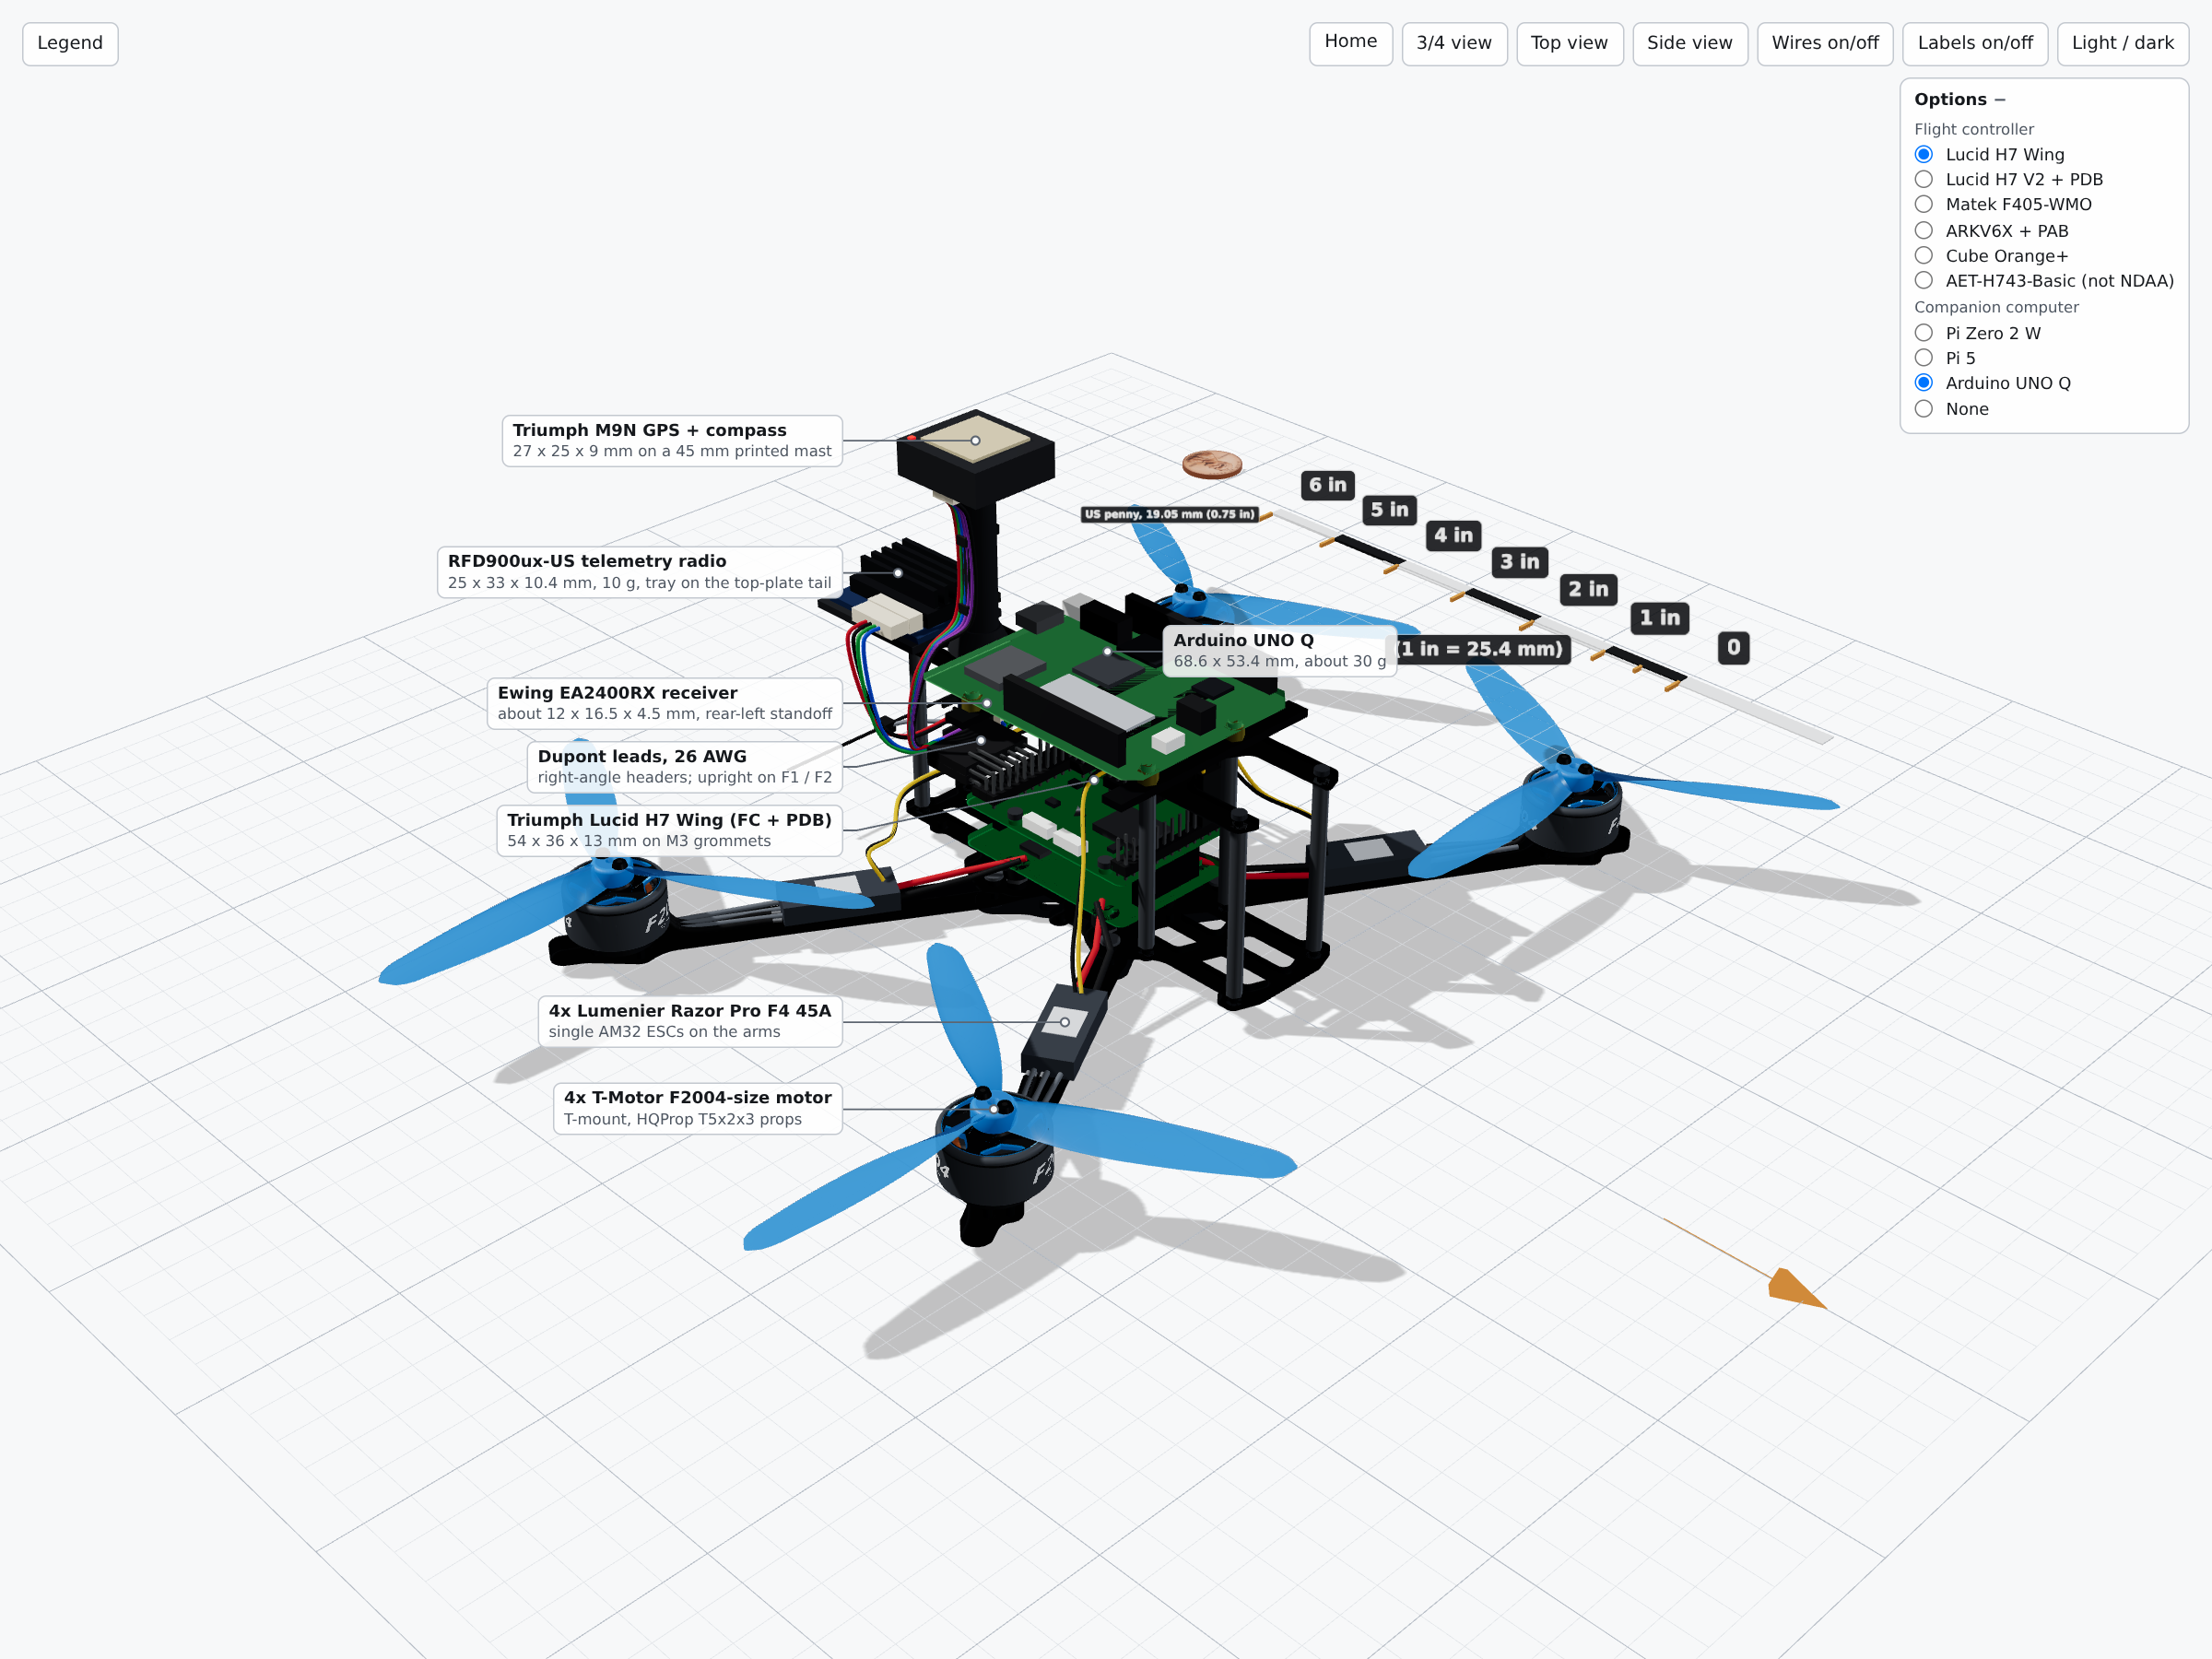 Legend
Home
3/4 view
Top view
Side view
Wires on/off
Labels on/off
Light / dark
Options −
Flight controller
Lucid H7 Wing
Lucid H7 V2 + PDB
Matek F405-WMO
ARKV6X + PAB
Cube Orange+
AET-H743-Basic (not NDAA)
Companion computer
Pi Zero 2 W
Pi 5
Arduino UNO Q
None
Triumph M9N GPS + compass
27 x 25 x 9 mm on a 45 mm printed mast
US penny, 19.05 mm (0.75 in)
6 in
5 in
4 in
3 in
2 in
1 in
0
(1 in = 25.4 mm)
RFD900ux-US telemetry radio
25 x 33 x 10.4 mm, 10 g, tray on the top-plate tail
Arduino UNO Q
68.6 x 53.4 mm, about 30 g
Ewing EA2400RX receiver
about 12 x 16.5 x 4.5 mm, rear-left standoff
Dupont leads, 26 AWG
right-angle headers; upright on F1 / F2
Triumph Lucid H7 Wing (FC + PDB)
54 x 36 x 13 mm on M3 grommets
4x Lumenier Razor Pro F4 45A
single AM32 ESCs on the arms
4x T-Motor F2004-size motor
T-mount, HQProp T5x2x3 props